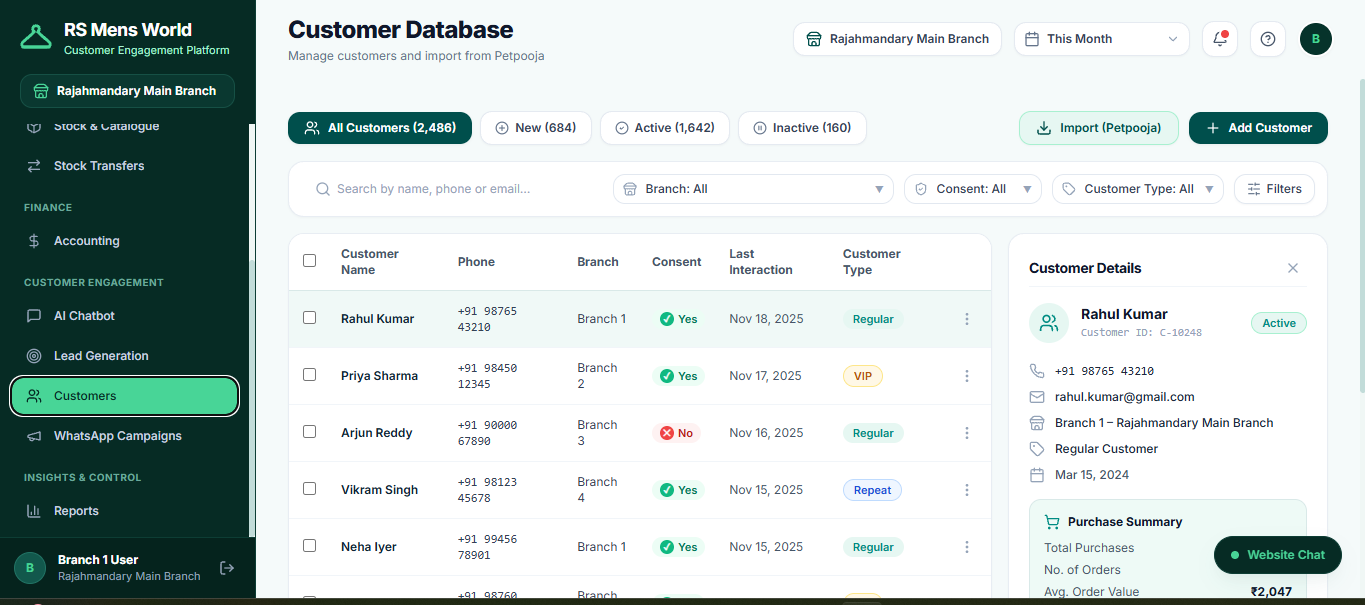 RS Mens World
Customer Engagement Platform
Rajahmandary Main Branch
Stock & Catalogue
Stock Transfers
FINANCE
Accounting
CUSTOMER ENGAGEMENT
AI Chatbot
Lead Generation
Customers
WhatsApp Campaigns
INSIGHTS & CONTROL
Reports
B
Branch 1 User
Rajahmandary Main Branch
Customer Database
Manage customers and import from Petpooja
Rajahmandary Main Branch
This Month
B
All Customers (2,486)
New (684)
Active (1,642)
Inactive (160)
Import (Petpooja)
Add Customer
Search by name, phone or email...
Branch: All
Consent: All
Customer Type: All
Filters
Customer Name Phone Branch Consent Last Interaction Customer Type
Rahul Kumar +91 98765 43210 Branch 1 Yes Nov 18, 2025 Regular
Priya Sharma +91 98450 12345 Branch 2 Yes Nov 17, 2025 VIP
Arjun Reddy +91 90000 67890 Branch 3 No Nov 16, 2025 Regular
Vikram Singh +91 98123 45678 Branch 4 Yes Nov 15, 2025 Repeat
Neha Iyer +91 99456 78901 Branch 1 Yes Nov 15, 2025 Regular
+91 98760 Branch
Customer Details
Rahul Kumar
Customer ID: C-10248
Active
+91 98765 43210
rahul.kumar@gmail.com
Branch 1 – Rajahmandary Main Branch
Regular Customer
Mar 15, 2024
Purchase Summary
Total Purchases
No. of Orders
Avg. Order Value ₹2,047
Website Chat